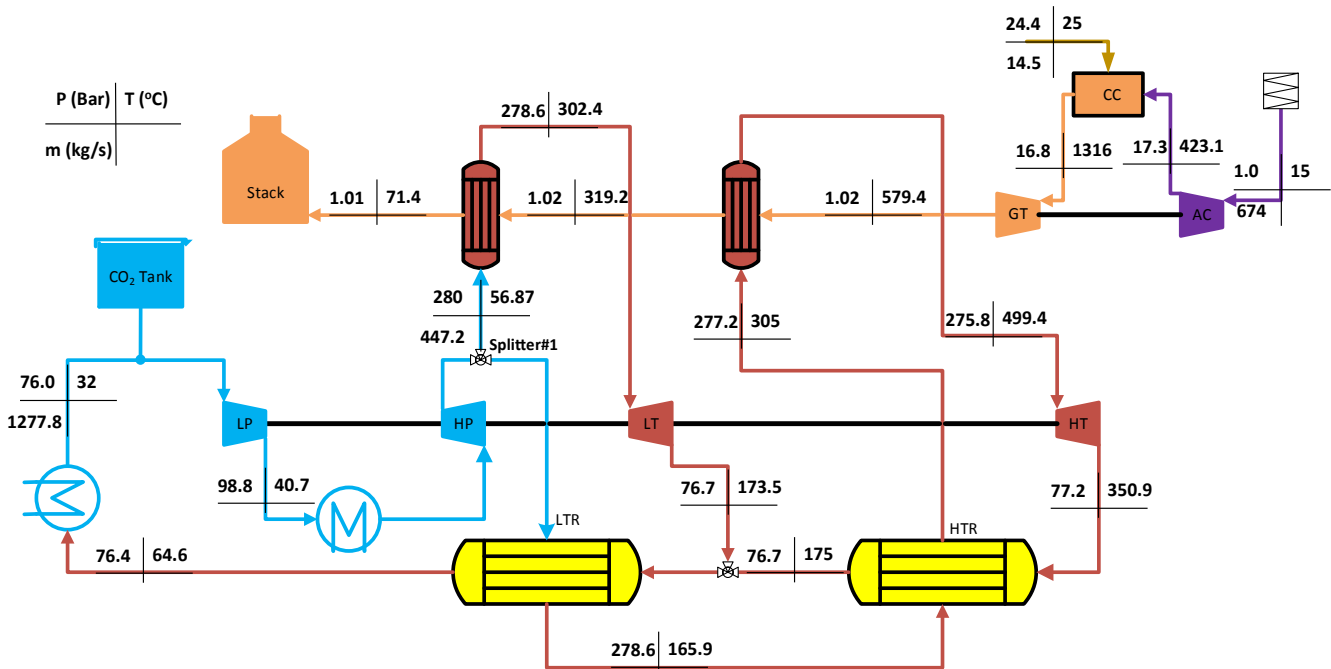 24.4 25
14.5
CC
P (Bar) T (ºC)
m (kg/s)
278.6 302.4
16.8 1316
17.3 423.1
1.0 15
674
Stack
1.01 71.4
1.02 319.2
1.02 579.4
GT
AC
CO₂ Tank
280 56.87
447.2
Splitter#1
277.2 305
275.8 499.4
76.0 32
1277.8
LP
HP
LT
HT
98.8 40.7
76.7 173.5
77.2 350.9
LTR
HTR
76.4 64.6
76.7 175
278.6 165.9